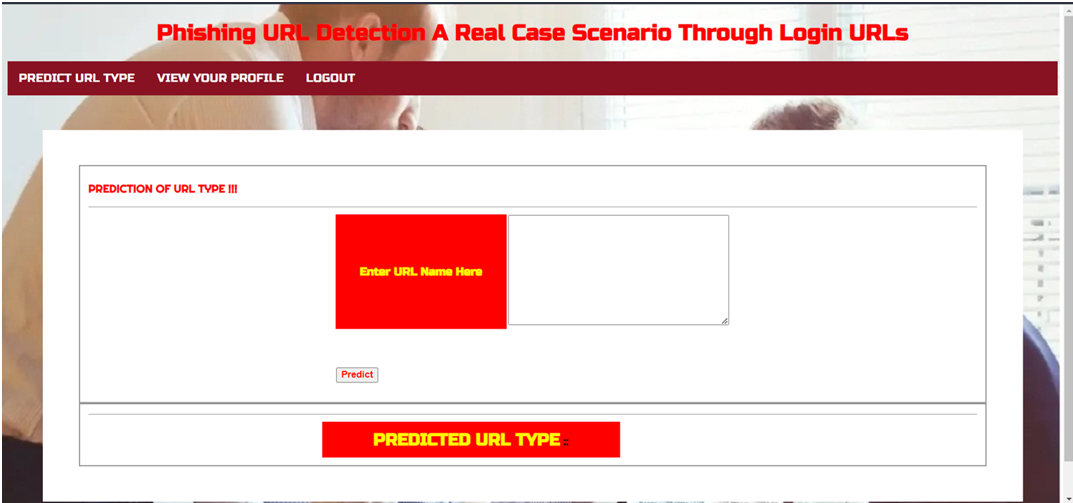 Phishing URL Detection A Real Case Scenario Through Login URLs
PREDICT URL TYPE VIEW YOUR PROFILE LOGOUT
PREDICTION OF URL TYPE !!!
Enter URL Name Here
Predict
PREDICTED URL TYPE ::